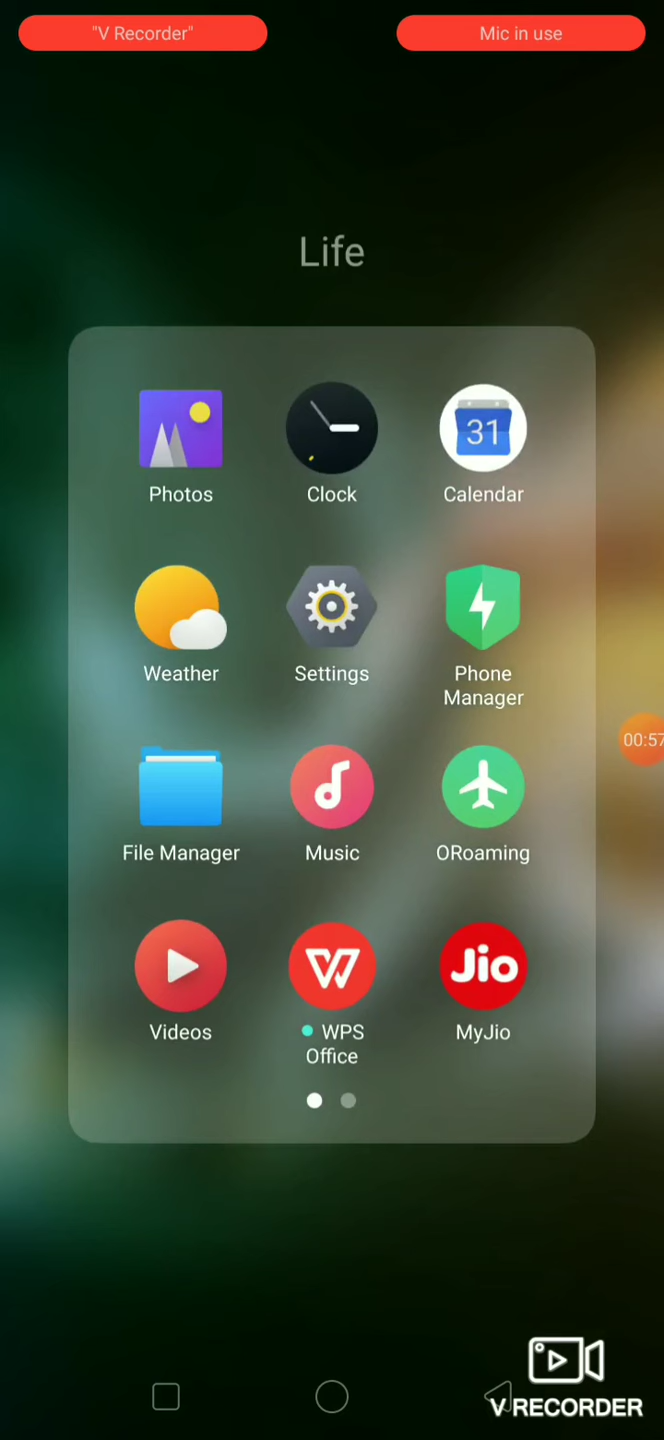 "V Recorder"
Mic in use
Life
31
Photos
Clock
Calendar
Weather
Settings
Phone
Manager
00:57
File Manager
Music
ORoaming
Jio
Videos
WPS
Office
MyJio
V RECORDER